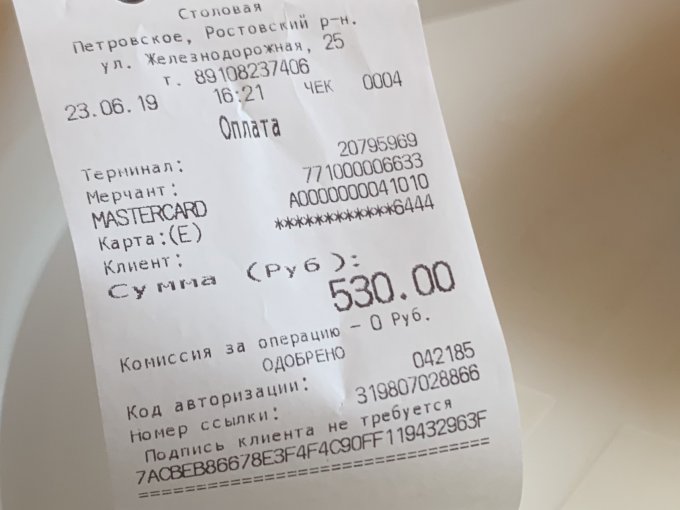 Столовая
Петровское, Ростовский р-н.
ул. Железнодорожная, 25
т. 89108237406
23.06.19 16:21 ЧЕК 0004
Оплата
Терминал: 20795969
Мерчант: 771000006633
MASTERCARD A0000000041010
Карта:(E) ************6444
Клиент:
Сумма (Руб):
530.00
Комиссия за операцию – 0 Руб.
ОДОБРЕНО
Код авторизации: 042185
Номер ссылки: 319807028866
Подпись клиента не требуется
7ACBEB86678E3F4F4C90FF119432963F
================================